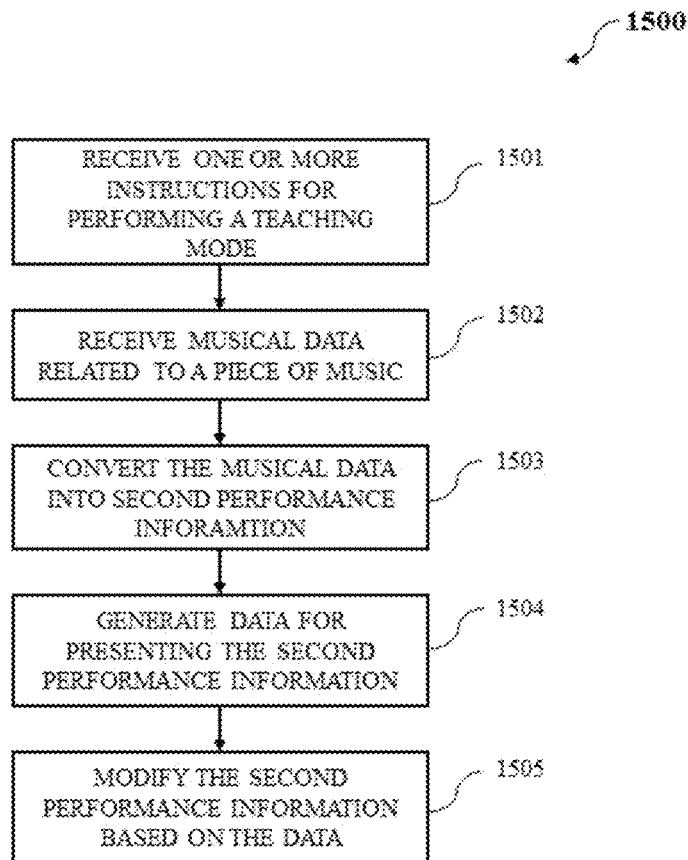 1500
RECEIVE ONE OR MORE
INSTRUCTIONS FOR
PERFORMING A TEACHING
MODE
1501
RECEIVE MUSICAL DATA
RELATED TO A PIECE OF MUSIC
1502
CONVERT THE MUSICAL DATA
INTO SECOND PERFORMANCE
INFORAMTION
1503
GENERATE DATA FOR
PRESENTING THE SECOND
PERFORMANCE INFORMATION
1504
MODIFY THE SECOND
PERFORMANCE INFORMATION
BASED ON THE DATA
1505